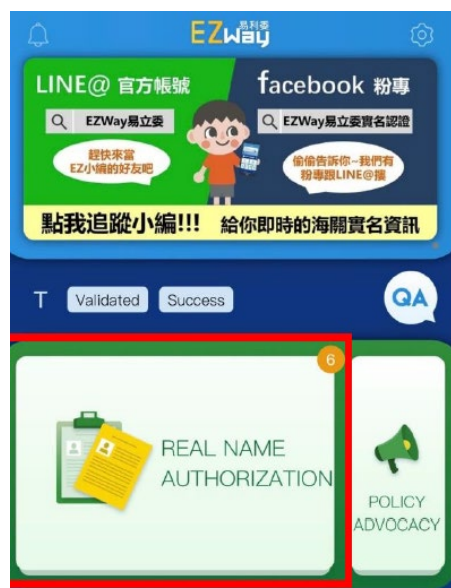 EZWay 易利委
LINE@ 官方帳號
facebook 粉專
EZWay易立委
EZWay易立委實名認證
趕快來當
EZ小編的好友吧
偷偷告訴你~我們有
粉專跟LINE@擺
點我追蹤小編!!! 給你即時的海關實名資訊
T Validated Success
QA
6
REAL NAME
AUTHORIZATION
POLICY
ADVOCACY